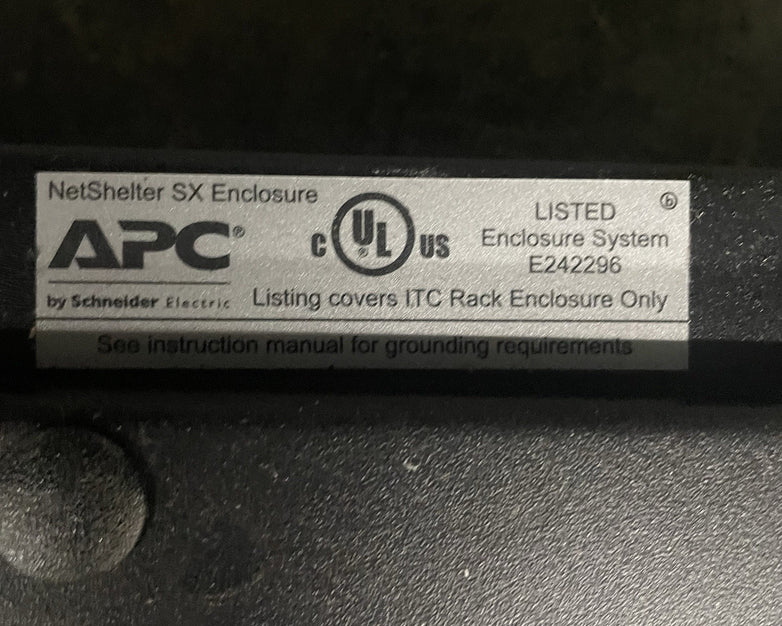 NetShelter SX Enclosure
APC®
by Schneider Electric
C UL® US
LISTED
Enclosure System
E242296
Listing covers ITC Rack Enclosure Only
See instruction manual for grounding requirements